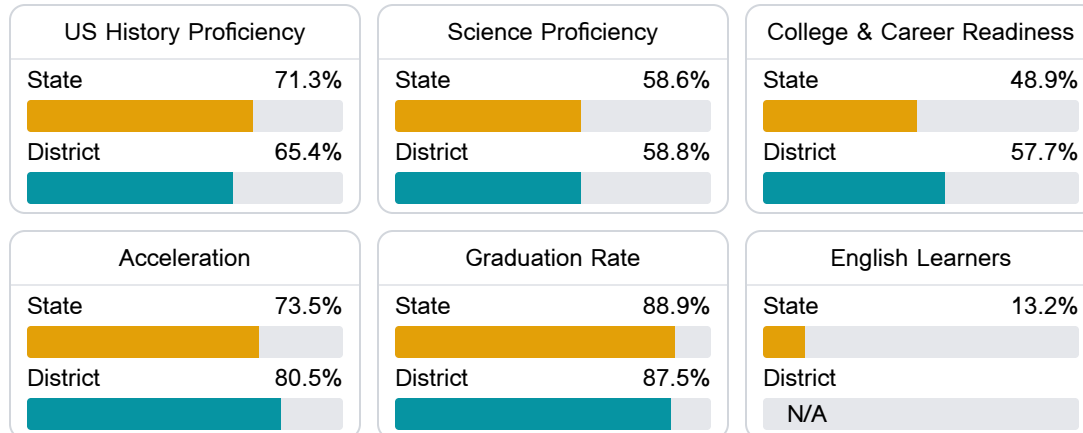 US History Proficiency
State 71.3%
District 65.4%
Science Proficiency
State 58.6%
District 58.8%
College & Career Readiness
State 48.9%
District 57.7%
Acceleration
State 73.5%
District 80.5%
Graduation Rate
State 88.9%
District 87.5%
English Learners
State 13.2%
District
N/A